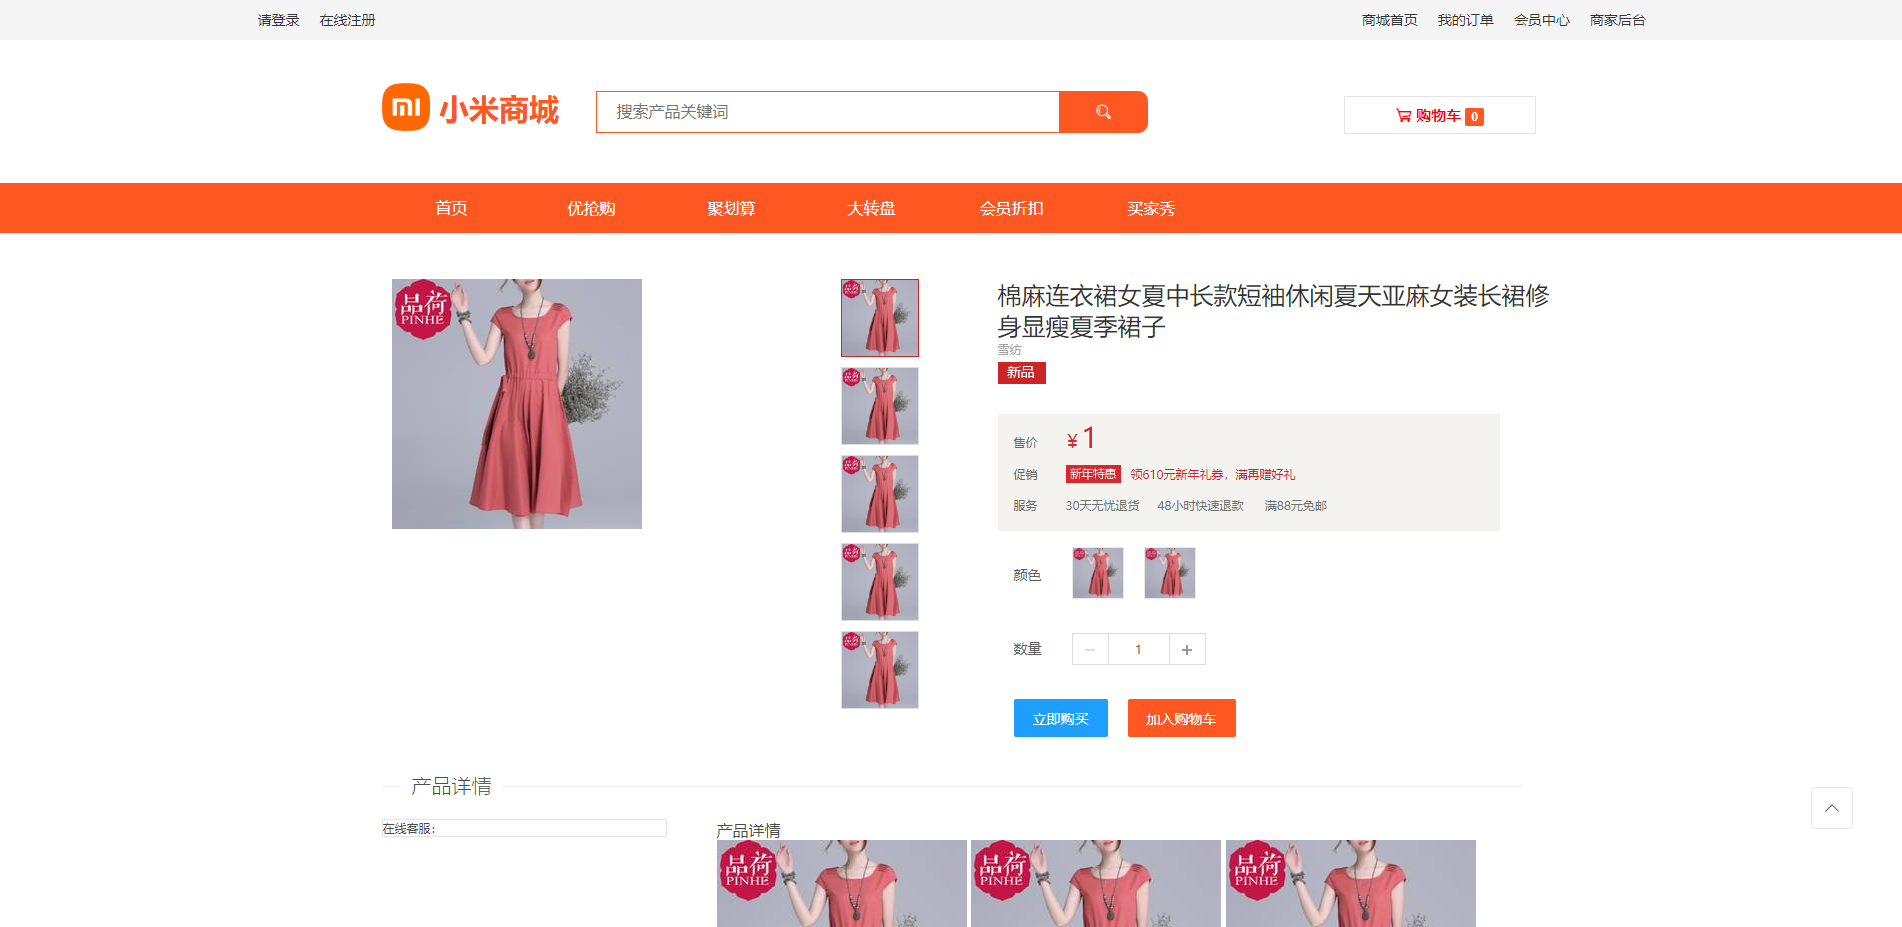 请登录 在线注册 商城首页 我的订单 会员中心 商家后台
小米商城 搜索产品关键词 购物车 0
首页 优抢购 聚划算 大转盘 会员折扣 买家秀
品荷
PINHE
棉麻连衣裙女夏中长款短袖休闲夏天亚麻女装长裙修
身显瘦夏季裙子
雪纺
新品
售价 ¥1
促销 新年特惠 领610元新年礼券，满再赠好礼
服务 30天无忧退货 48小时快速退款 满88元免邮
颜色
数量 1
立即购买 加入购物车
产品详情
在线客服：
产品详情
品荷 品荷 品荷
PINHE PINHE PINHE